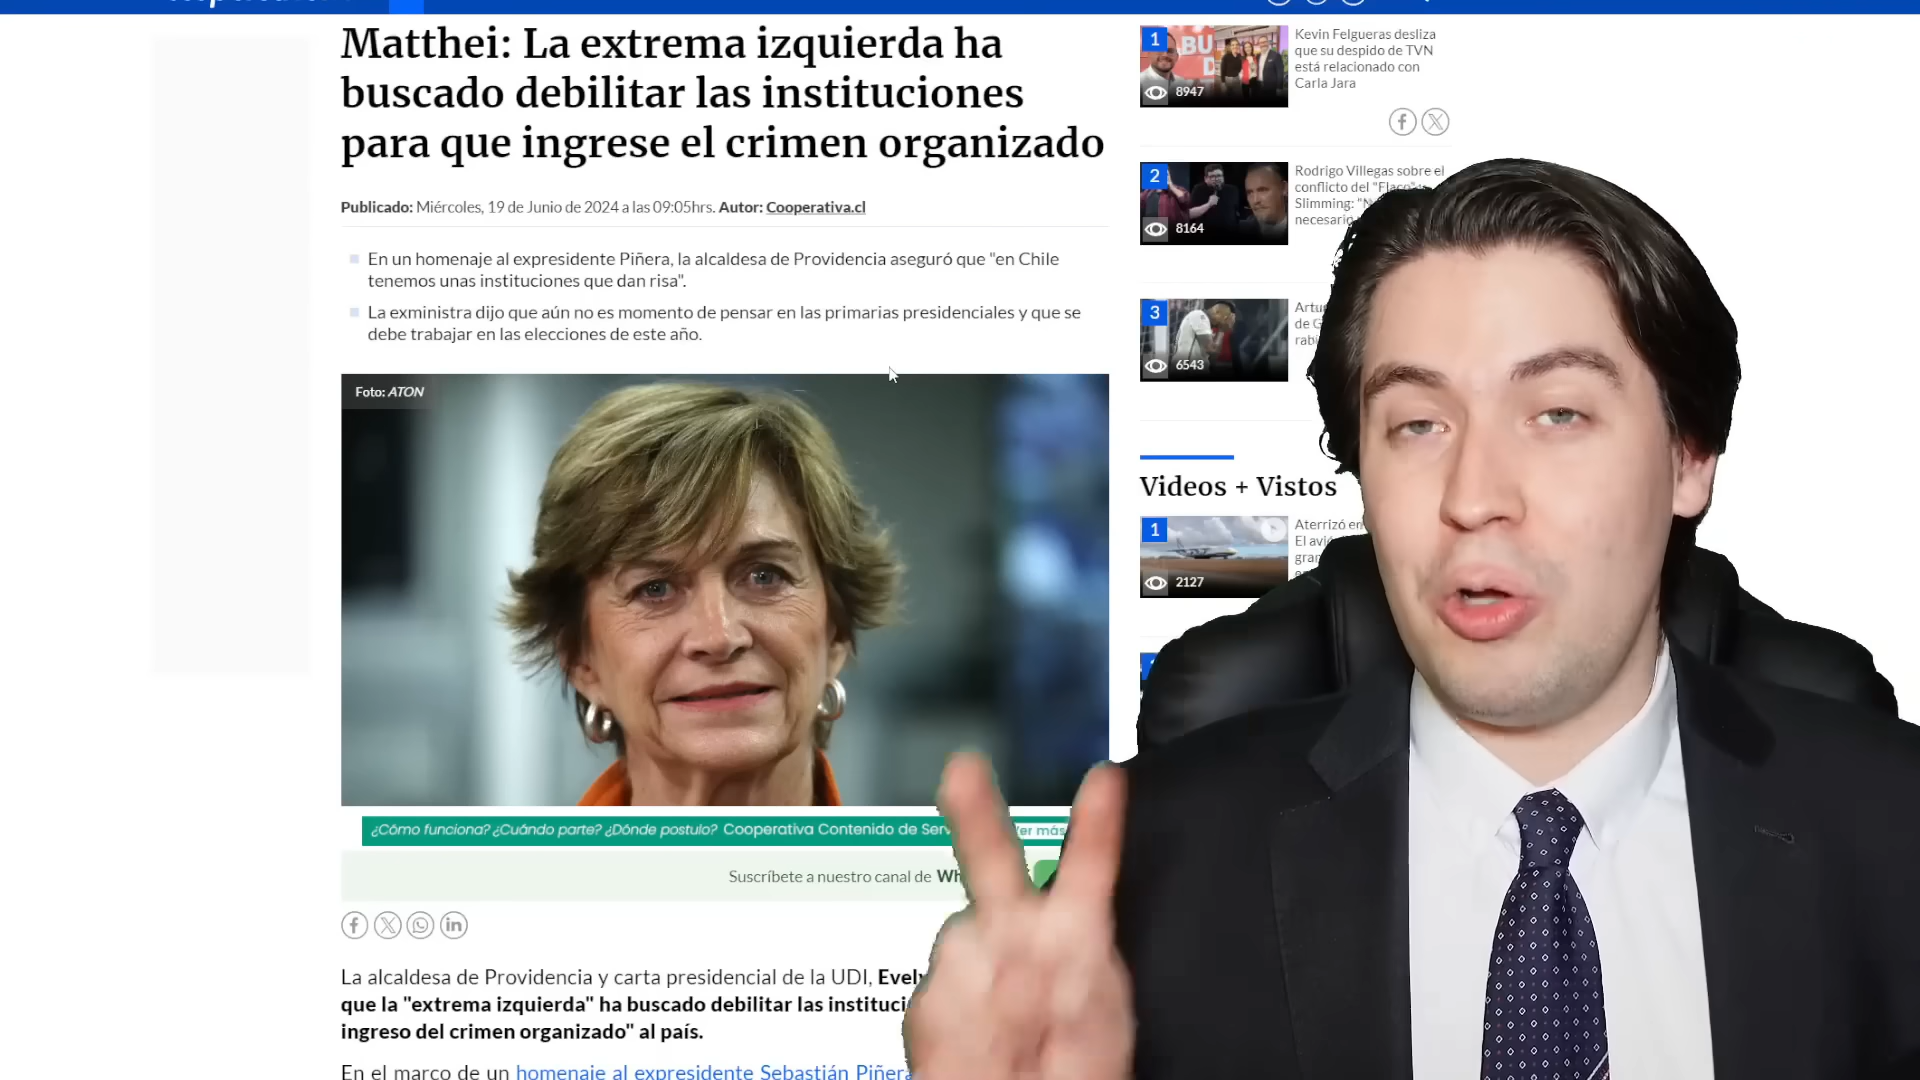 Matthei: La extrema izquierda ha
buscado debilitar las instituciones
para que ingrese el crimen organizado
Publicado: Miércoles, 19 de Junio de 2024 a las 09:05hrs. Autor: Cooperativa.cl
En un homenaje al expresidente Piñera, la alcaldesa de Providencia aseguró que "en Chile
tenemos unas instituciones que dan risa".
La exministra dijo que aún no es momento de pensar en las primarias presidenciales y que se
debe trabajar en las elecciones de este año.
Foto: ATON
¿Cómo funciona? ¿Cuándo parte? ¿Dónde postulo? Cooperativa Contenido de Serv
Ver más
Suscríbete a nuestro canal de Wh
La alcaldesa de Providencia y carta presidencial de la UDI, Evely
que la "extrema izquierda" ha buscado debilitar las instituci
ingreso del crimen organizado" al país.
En el marco de un homenaje al expresidente Sebastián Piñera
1
8947
Kevin Felgueras desliza
que su despido de TVN
está relacionado con
Carla Jara
2
8164
Rodrigo Villegas sobre el
conflicto del "Flaco"
Slimming: "N
necesario
3
6543
Artu
de G
rabi
Videos + Vistos
1
2127
Aterrizó en
El avió
gran